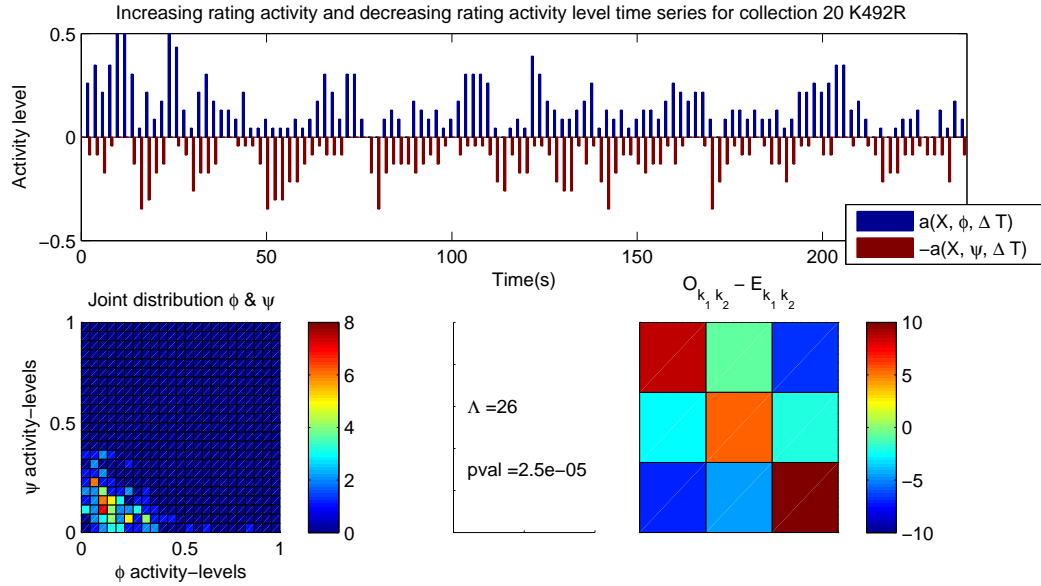 Increasing rating activity and decreasing rating activity level time series for collection 20 K492R
Activity level
0.5
0
−0.5
0
50
100
150
200
Time(s)
a(X, ϕ, Δ T)
−a(X, ψ, Δ T)
Joint distribution ϕ & ψ
ψ activity−levels
1
0.5
0
0
0.5
1
ϕ activity−levels
8
6
4
2
0
Λ =26
pval =2.5e−05
O k1 k2 − E k1 k2
10
5
0
−5
−10